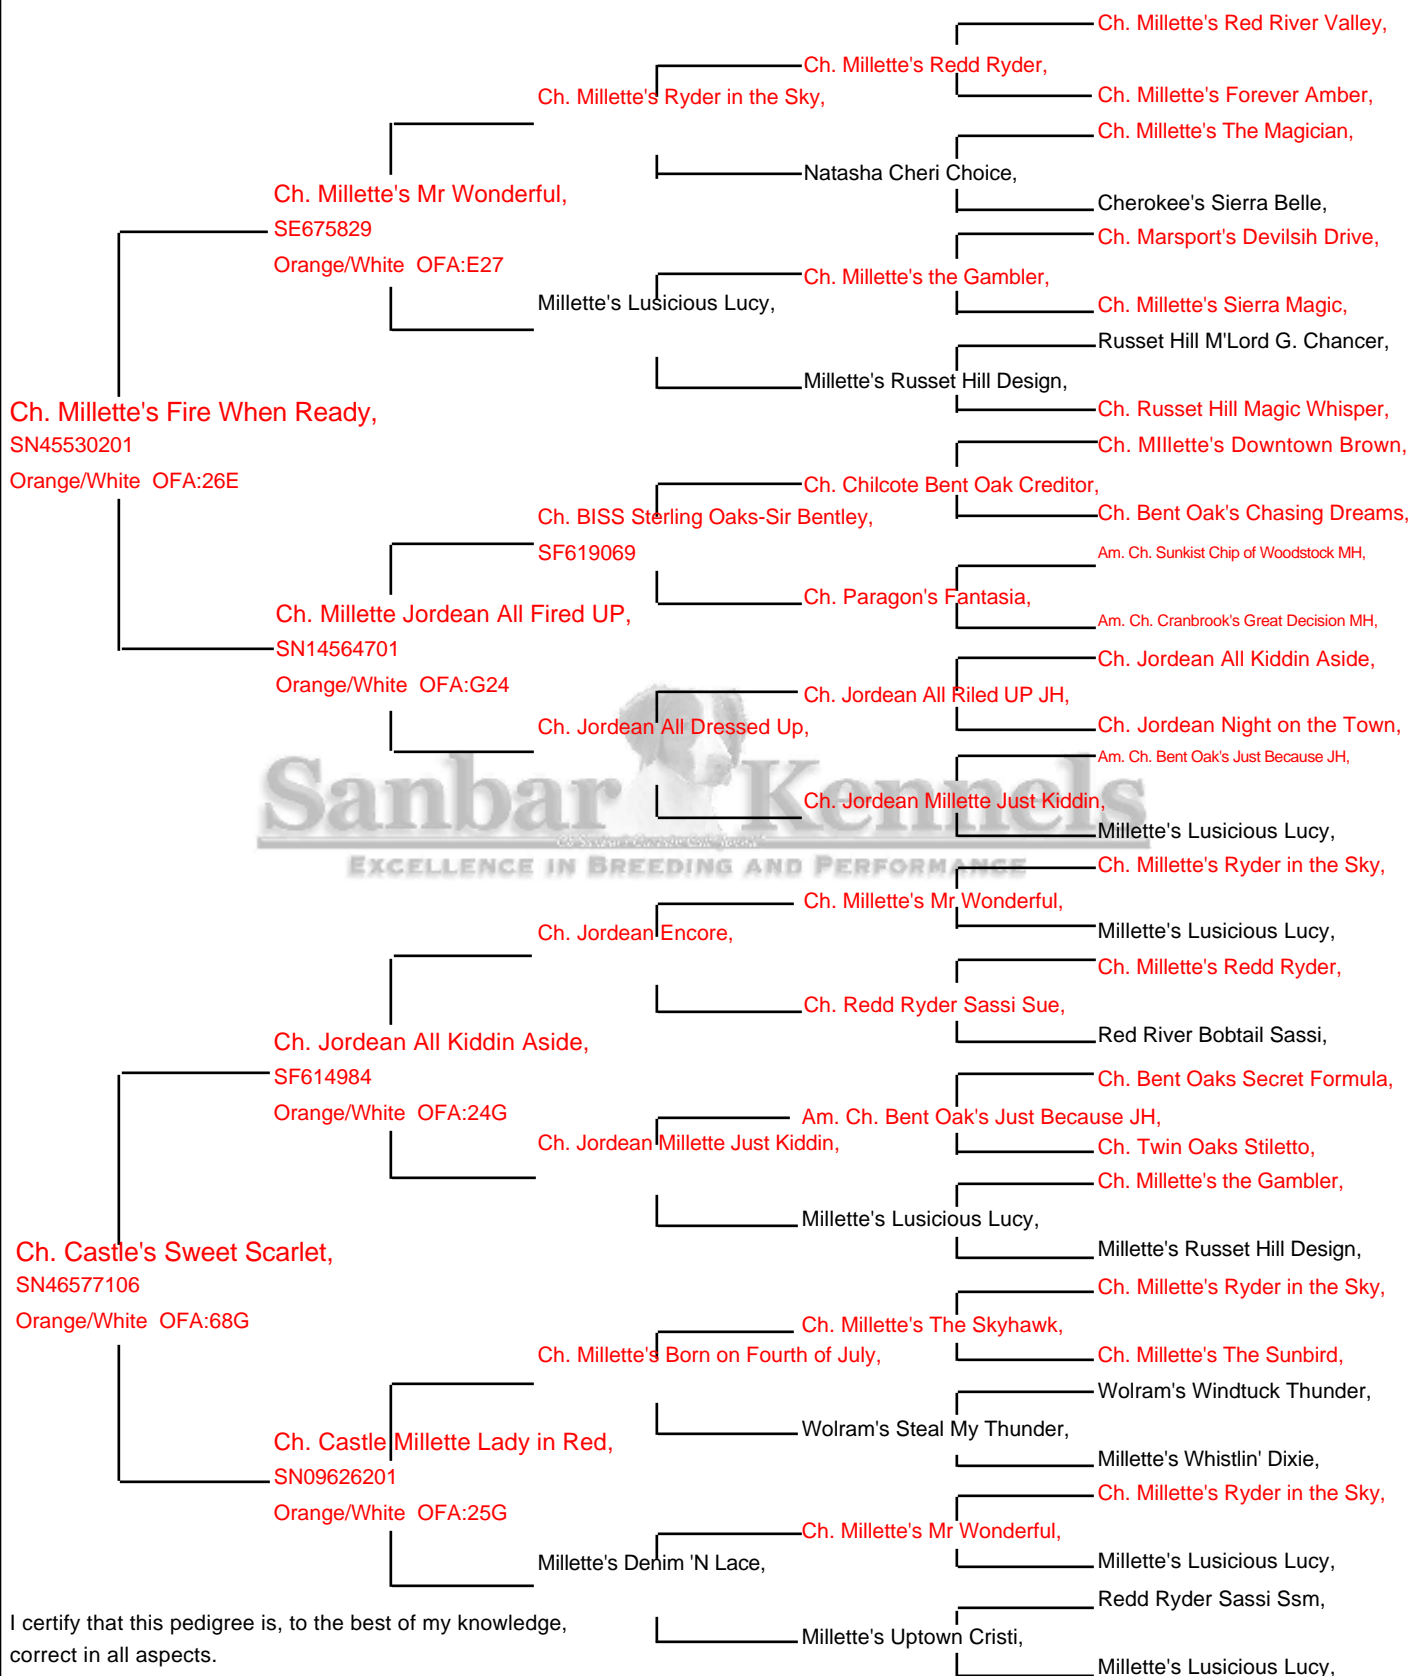 Ch. Millette's Red River Valley,
Ch. Millette's Redd Ryder,
Ch. Millette's Ryder in the Sky,
Ch. Millette's Forever Amber,
Ch. Millette's The Magician,
Natasha Cheri Choice,
Ch. Millette's Mr Wonderful,
Cherokee's Sierra Belle,
SE675829
Ch. Marsport's Devilsih Drive,
Orange/White OFA:E27
Ch. Millette's the Gambler,
Millette's Lusicious Lucy,
Ch. Millette's Sierra Magic,
Russet Hill M'Lord G. Chancer,
Millette's Russet Hill Design,
Ch. Millette's Fire When Ready,
Ch. Russet Hill Magic Whisper,
SN45530201
Ch. MIllette's Downtown Brown,
Orange/White OFA:26E
Ch. Chilcote Bent Oak Creditor,
Ch. BISS Sterling Oaks-Sir Bentley,
Ch. Bent Oak's Chasing Dreams,
SF619069
Am. Ch. Sunkist Chip of Woodstock MH,
Ch. Paragon's Fantasia,
Ch. Millette Jordean All Fired UP,
Am. Ch. Cranbrook's Great Decision MH,
SN14564701
Ch. Jordean All Kiddin Aside,
Orange/White OFA:G24
Ch. Jordean All Riled UP JH,
Ch. Jordean All Dressed Up,
Ch. Jordean Night on the Town,
Am. Ch. Bent Oak's Just Because JH,
Sanbar Kennels
Ch. Jordean Millette Just Kiddin,
Millette's Lusicious Lucy,
EXCELLENCE IN BREEDING AND PERFORMANCE
Ch. Millette's Ryder in the Sky,
Ch. Millette's Mr Wonderful,
Ch. Jordean Encore,
Millette's Lusicious Lucy,
Ch. Millette's Redd Ryder,
Ch. Redd Ryder Sassi Sue,
Ch. Jordean All Kiddin Aside,
Red River Bobtail Sassi,
SF614984
Ch. Bent Oaks Secret Formula,
Orange/White OFA:24G
Am. Ch. Bent Oak's Just Because JH,
Ch. Jordean Millette Just Kiddin,
Ch. Twin Oaks Stiletto,
Ch. Millette's the Gambler,
Millette's Lusicious Lucy,
Ch. Castle's Sweet Scarlet,
Millette's Russet Hill Design,
SN46577106
Ch. Millette's Ryder in the Sky,
Orange/White OFA:68G
Ch. Millette's The Skyhawk,
Ch. Millette's Born on Fourth of July,
Ch. Millette's The Sunbird,
Wolram's Windtuck Thunder,
Wolram's Steal My Thunder,
Ch. Castle Millette Lady in Red,
Millette's Whistlin' Dixie,
SN09626201
Ch. Millette's Ryder in the Sky,
Orange/White OFA:25G
Ch. Millette's Mr Wonderful,
Millette's Denim 'N Lace,
Millette's Lusicious Lucy,
Redd Ryder Sassi Ssm,
I certify that this pedigree is, to the best of my knowledge,
Millette's Uptown Cristi,
correct in all aspects.
Millette's Lusicious Lucy,